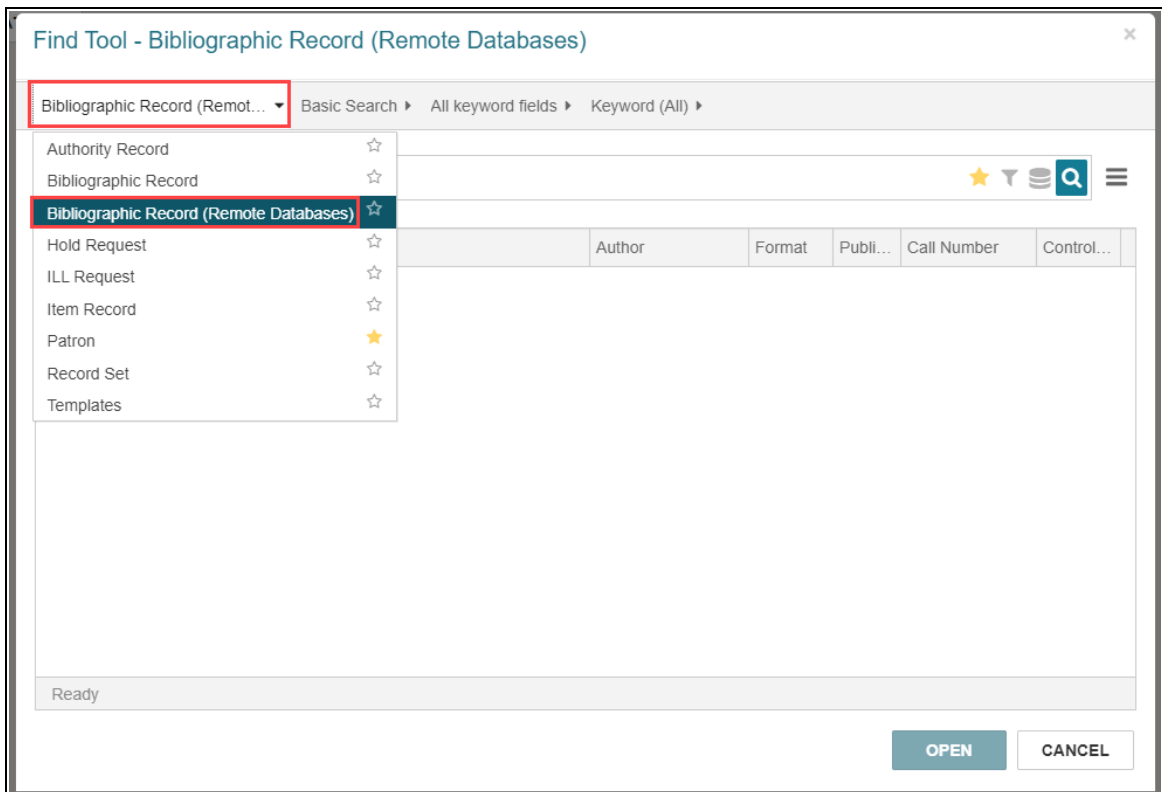 Find Tool - Bibliographic Record (Remote Databases)
Bibliographic Record (Remot... Basic Search All keyword fields Keyword (All)
Authority Record
Bibliographic Record
Bibliographic Record (Remote Databases)
Hold Request
ILL Request
Item Record
Patron
Record Set
Templates
Author Format Publi... Call Number Control...
Ready
OPEN CANCEL